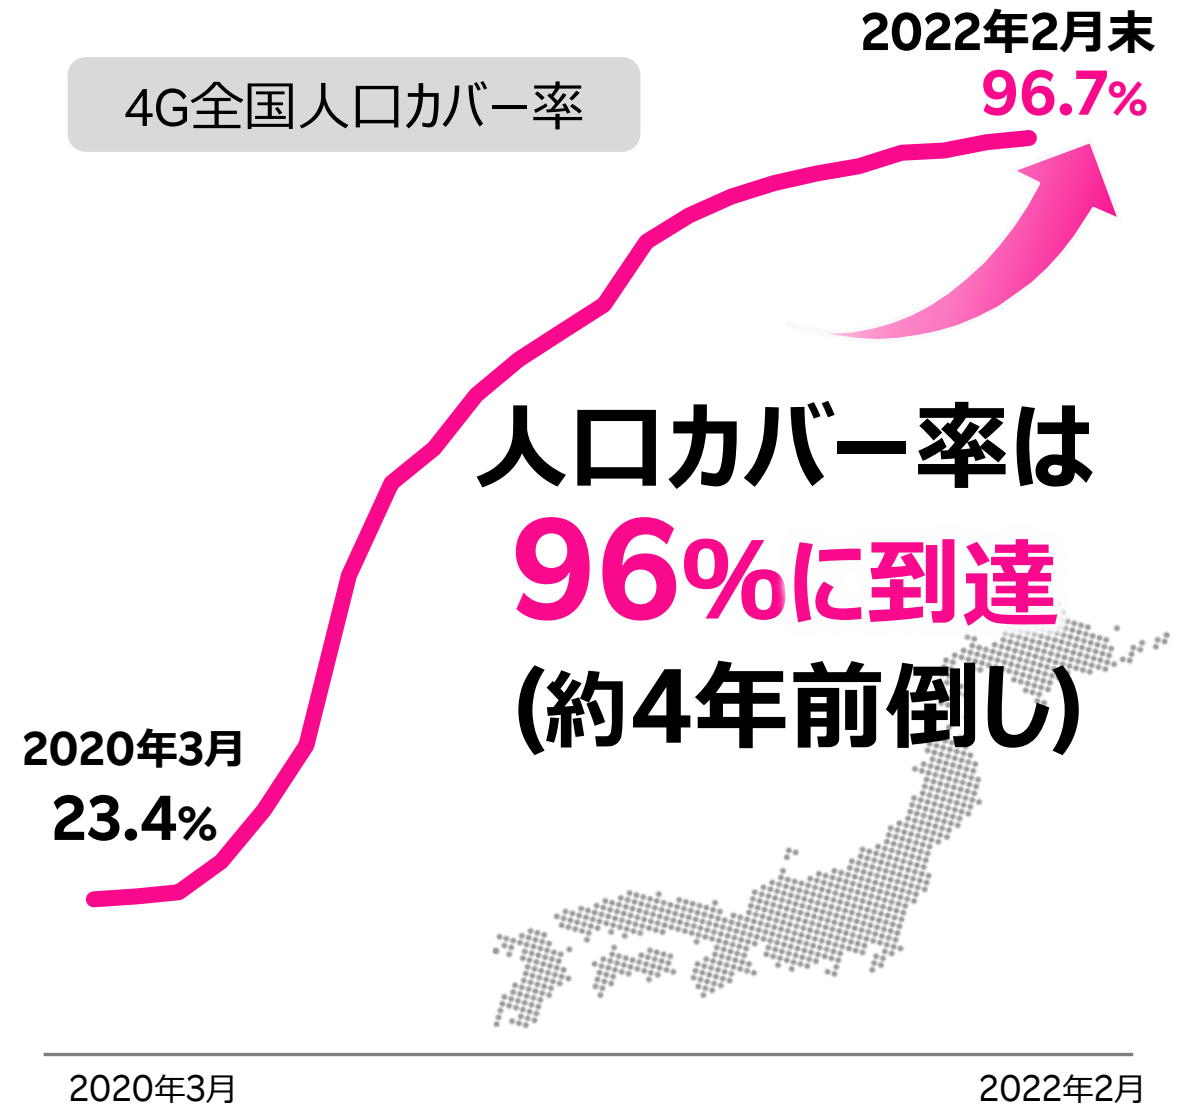 2022年2月末
96.7%
4G全国人口カバー率
人口カバー率は
96%に到達
(約4年前倒し)
2020年3月
23.4%
2020年3月
2022年2月